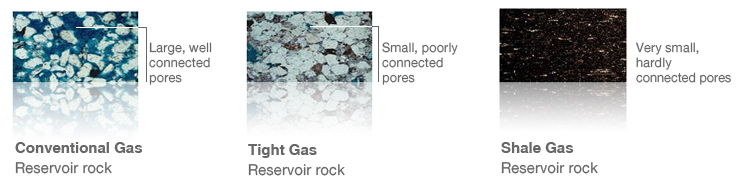 Large, well
connected
pores
Conventional Gas
Reservoir rock
Small, poorly
connected
pores
Tight Gas
Reservoir rock
Very small,
hardly
connected pores
Shale Gas
Reservoir rock